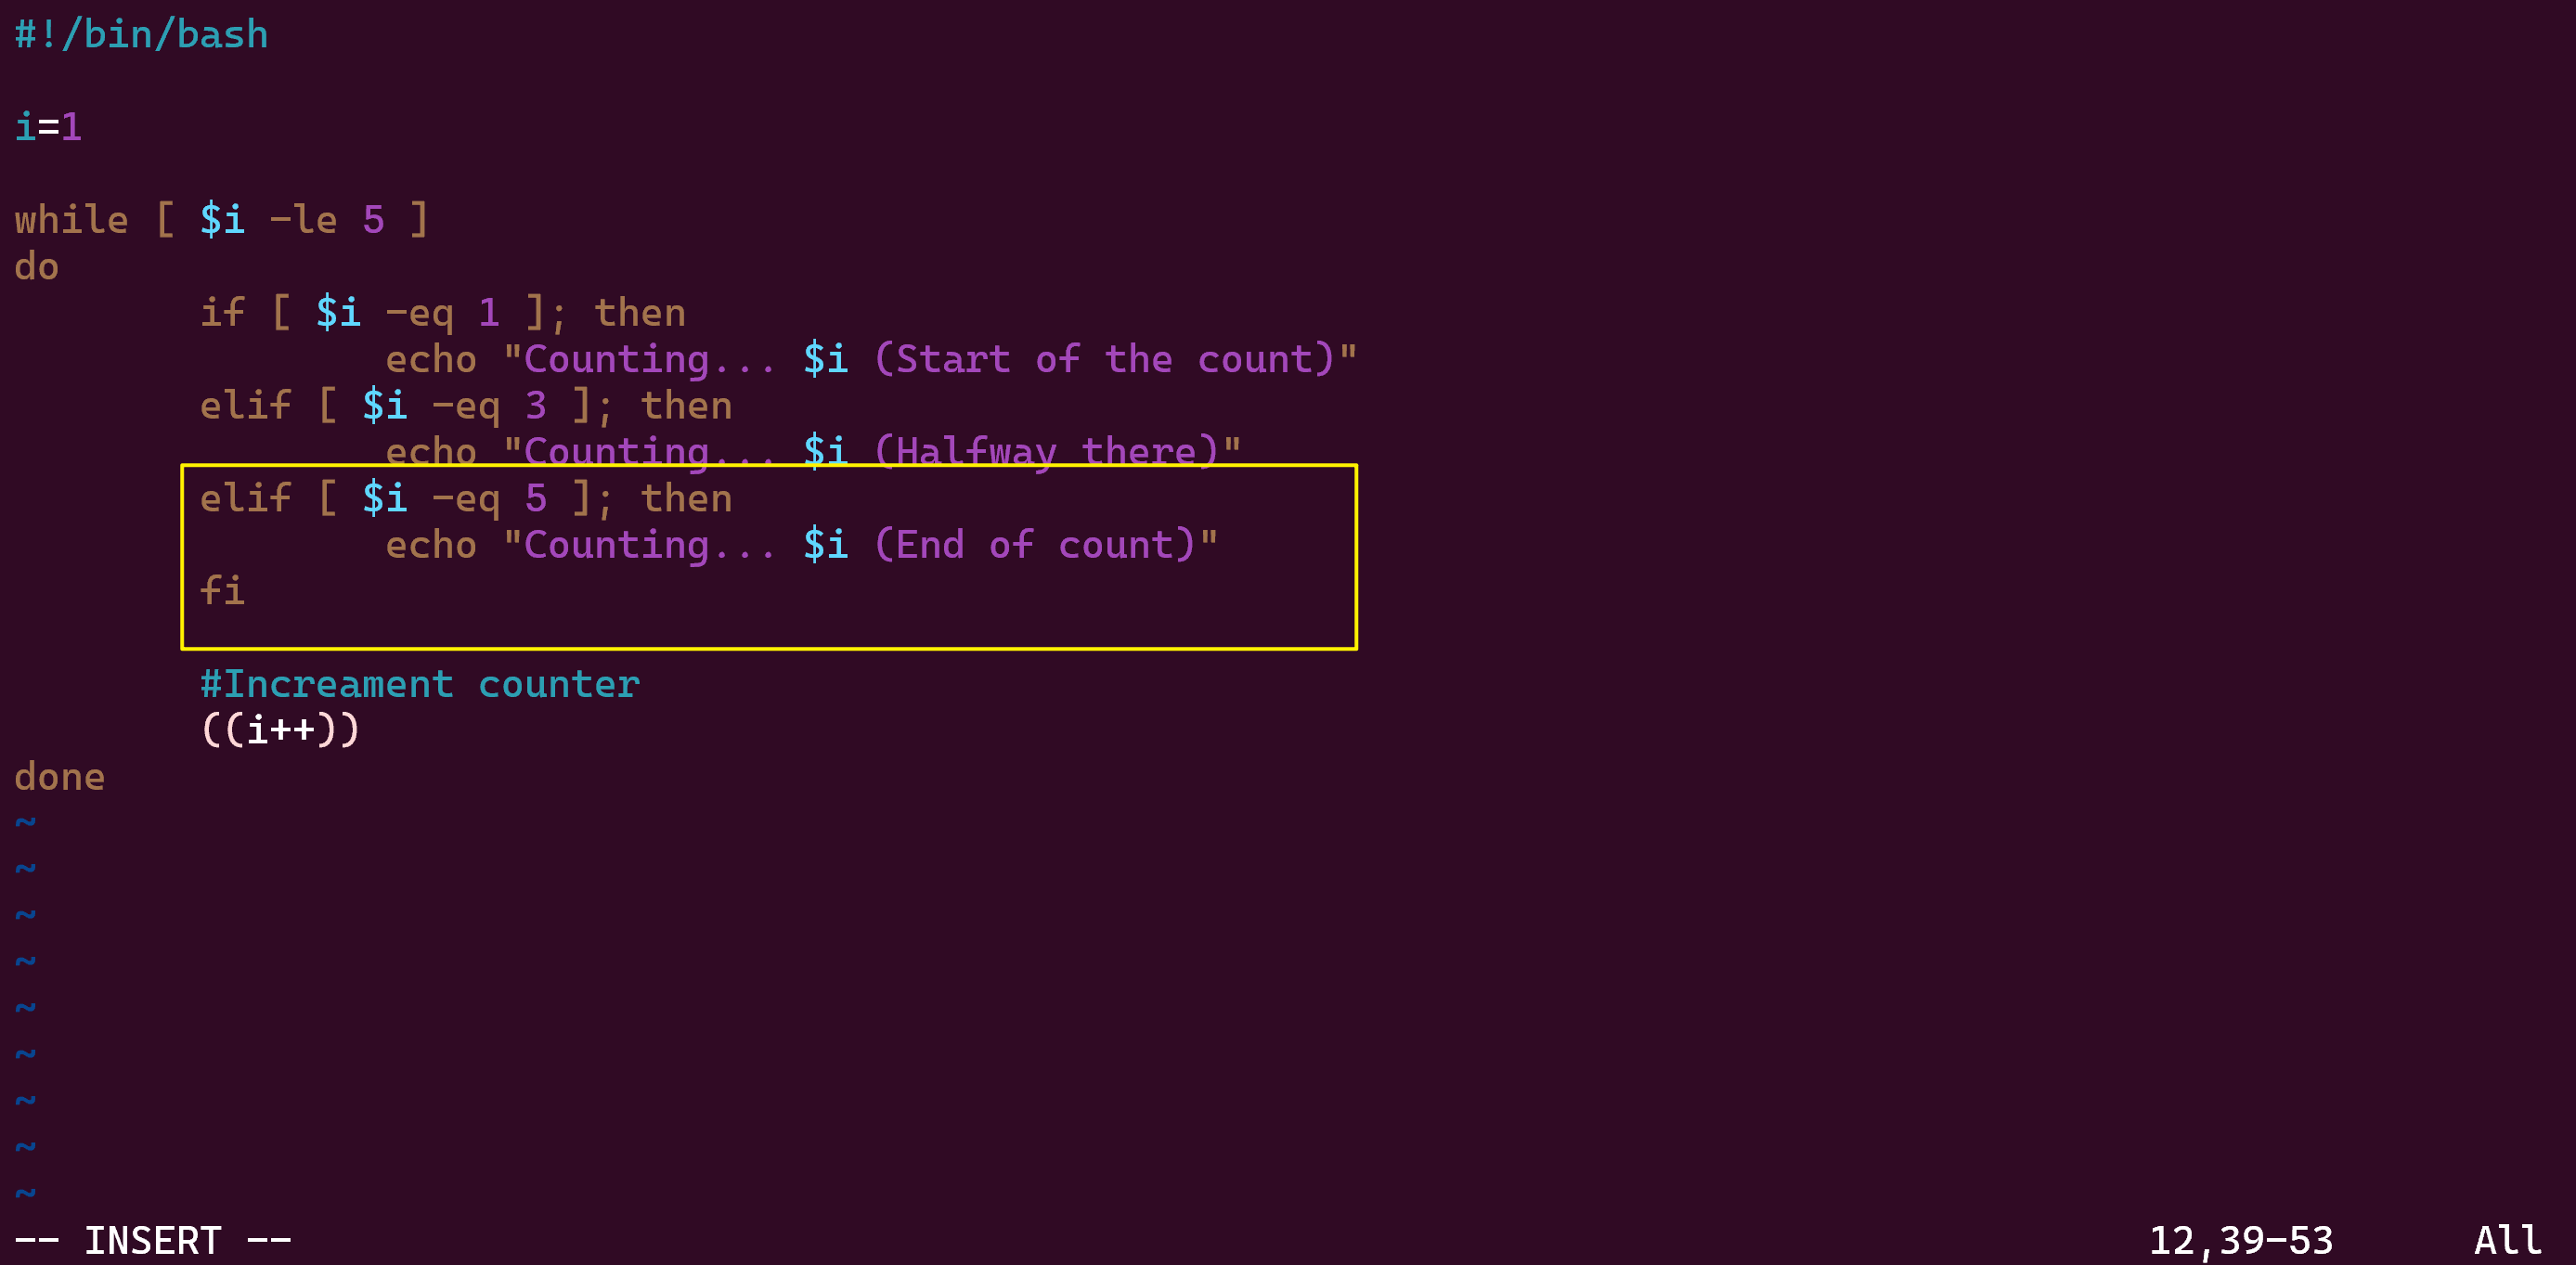 #!/bin/bash
i=1
while [ $i -le 5 ]
do
if [ $i -eq 1 ]; then
echo "Counting... $i (Start of the count)"
elif [ $i -eq 3 ]; then
echo "Counting... $i (Halfway there)"
elif [ $i -eq 5 ]; then
echo "Counting... $i (End of count)"
fi
#Increament counter
((i++))
done
~
~
~
~
~
~
~
~
~
-- INSERT -- 12,39-53 All